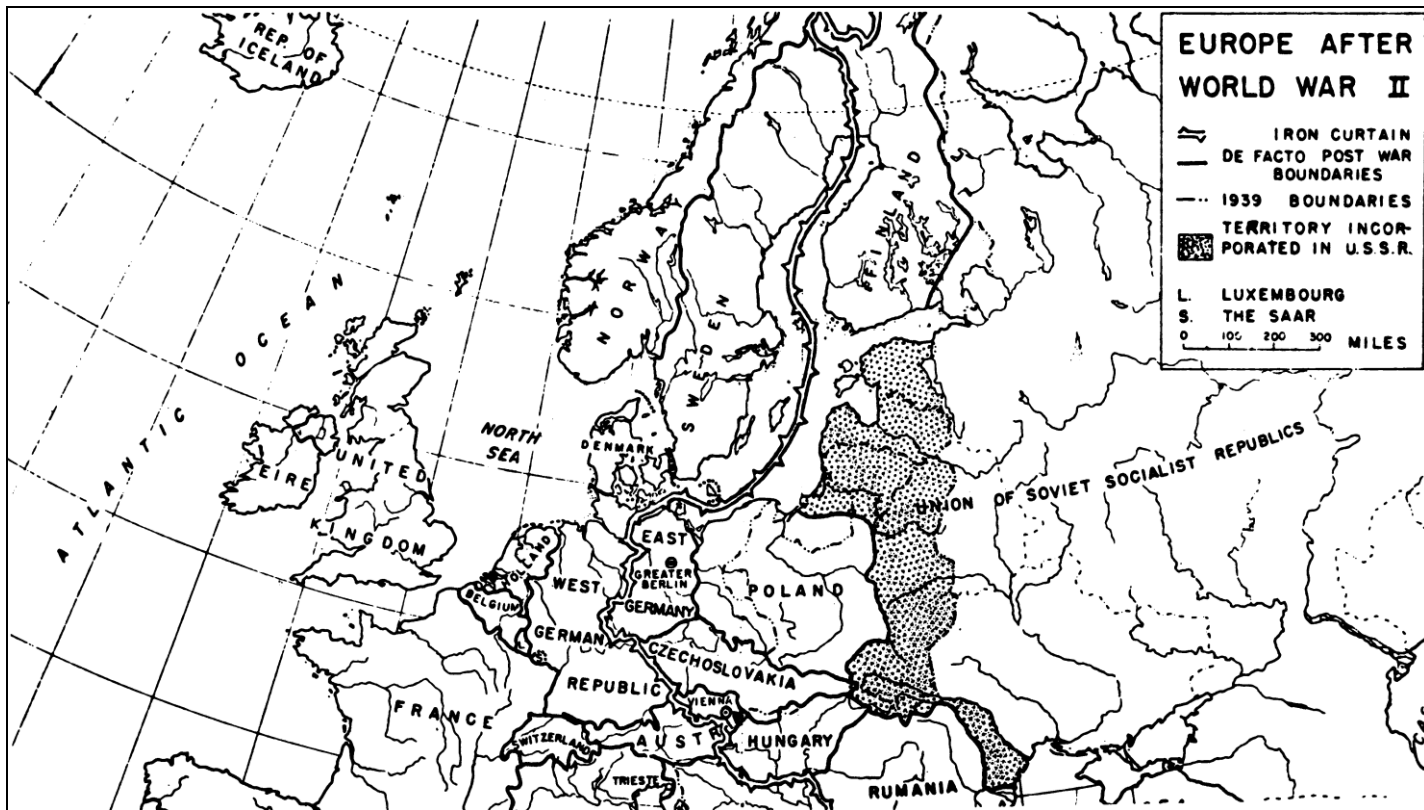 REP. OF
ICELAND
EUROPE AFTER
WORLD WAR II
IRON CURTAIN
DE FACTO POST WAR
BOUNDARIES
1939 BOUNDARIES
TERRITORY INCOR-
PORATED IN U.S.S.R.
L. LUXEMBOURG
S. THE SAAR
0 100 200 300 MILES
ATLANTIC OCEAN
NORWAY
SWEDEN
FINLAND
NORTH
SEA
DENMARK
EIRE
UNITED
KINGDOM
UNION OF SOVIET SOCIALIST REPUBLICS
HOLLAND
BELGIUM
WEST
GERMAN
REPUBLIC
EAST
GREATER
BERLIN
GERMANY
POLAND
CZECHOSLOVAKIA
FRANCE
SWITZERLAND
VIENNA
AUSTRIA
HUNGARY
TRIESTE
RUMANIA